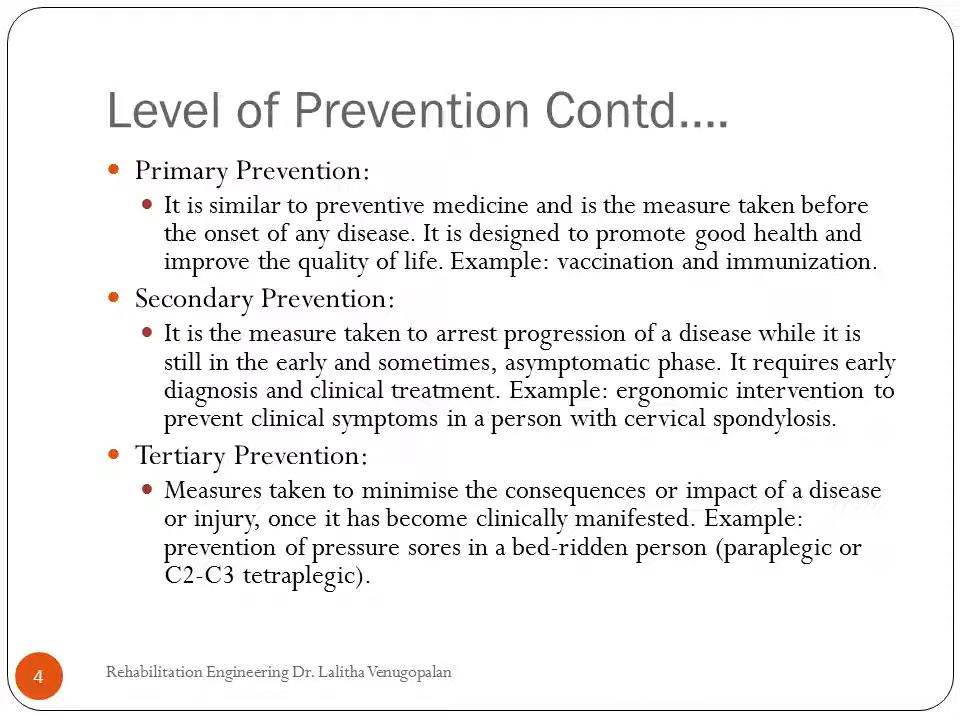 Level of Prevention Contd....
Primary Prevention:
It is similar to preventive medicine and is the measure taken before
the onset of any disease. It is designed to promote good health and
improve the quality of life. Example: vaccination and immunization.
Secondary Prevention:
It is the measure taken to arrest progression of a disease while it is
still in the early and sometimes, asymptomatic phase. It requires early
diagnosis and clinical treatment. Example: ergonomic intervention to
prevent clinical symptoms in a person with cervical spondylosis.
Tertiary Prevention:
Measures taken to minimise the consequences or impact of a disease
or injury, once it has become clinically manifested. Example:
prevention of pressure sores in a bed-ridden person (paraplegic or
C2-C3 tetraplegic).
4 Rehabilitation Engineering Dr. Lalitha Venugopalan